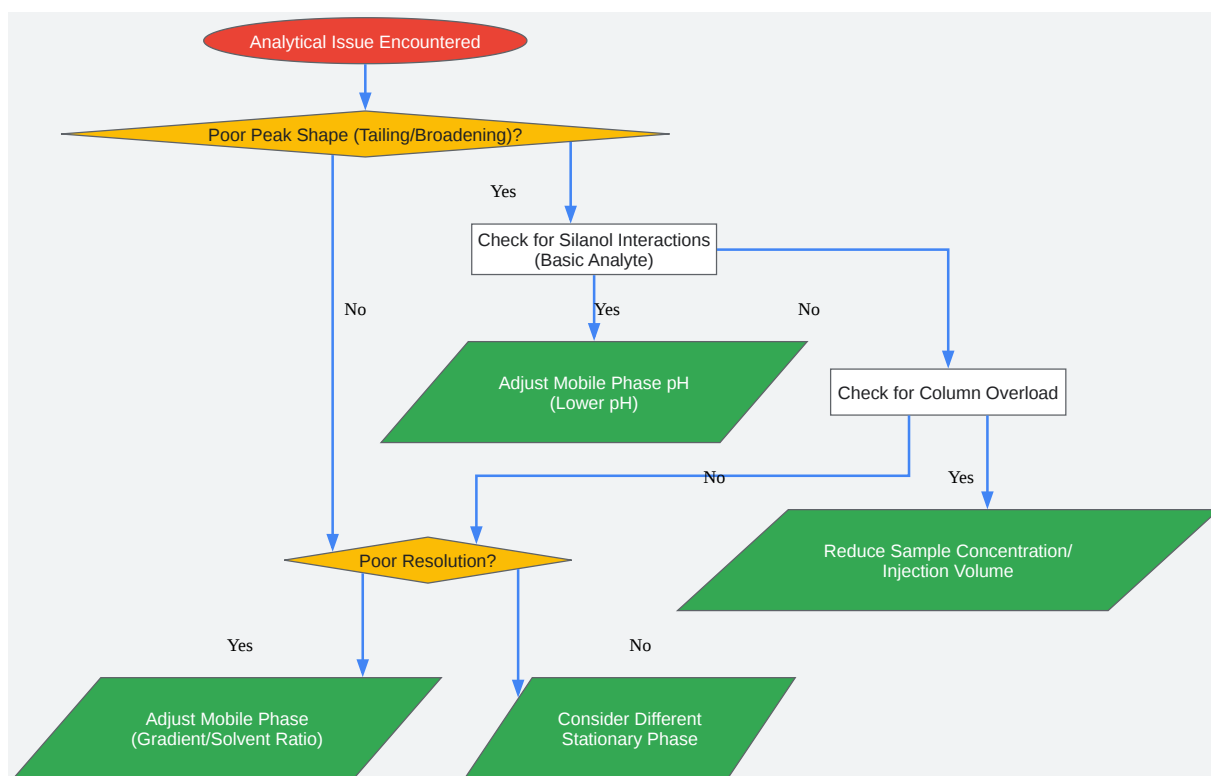 Analytical Issue Encountered
Poor Peak Shape (Tailing/Broadening)?
Yes
Check for Silanol Interactions
(Basic Analyte)
No
Yes
No
Adjust Mobile Phase pH
(Lower pH)
Check for Column Overload
No
Yes
Poor Resolution?
Reduce Sample Concentration/
Injection Volume
Yes
No
Adjust Mobile Phase
(Gradient/Solvent Ratio)
Consider Different
Stationary Phase